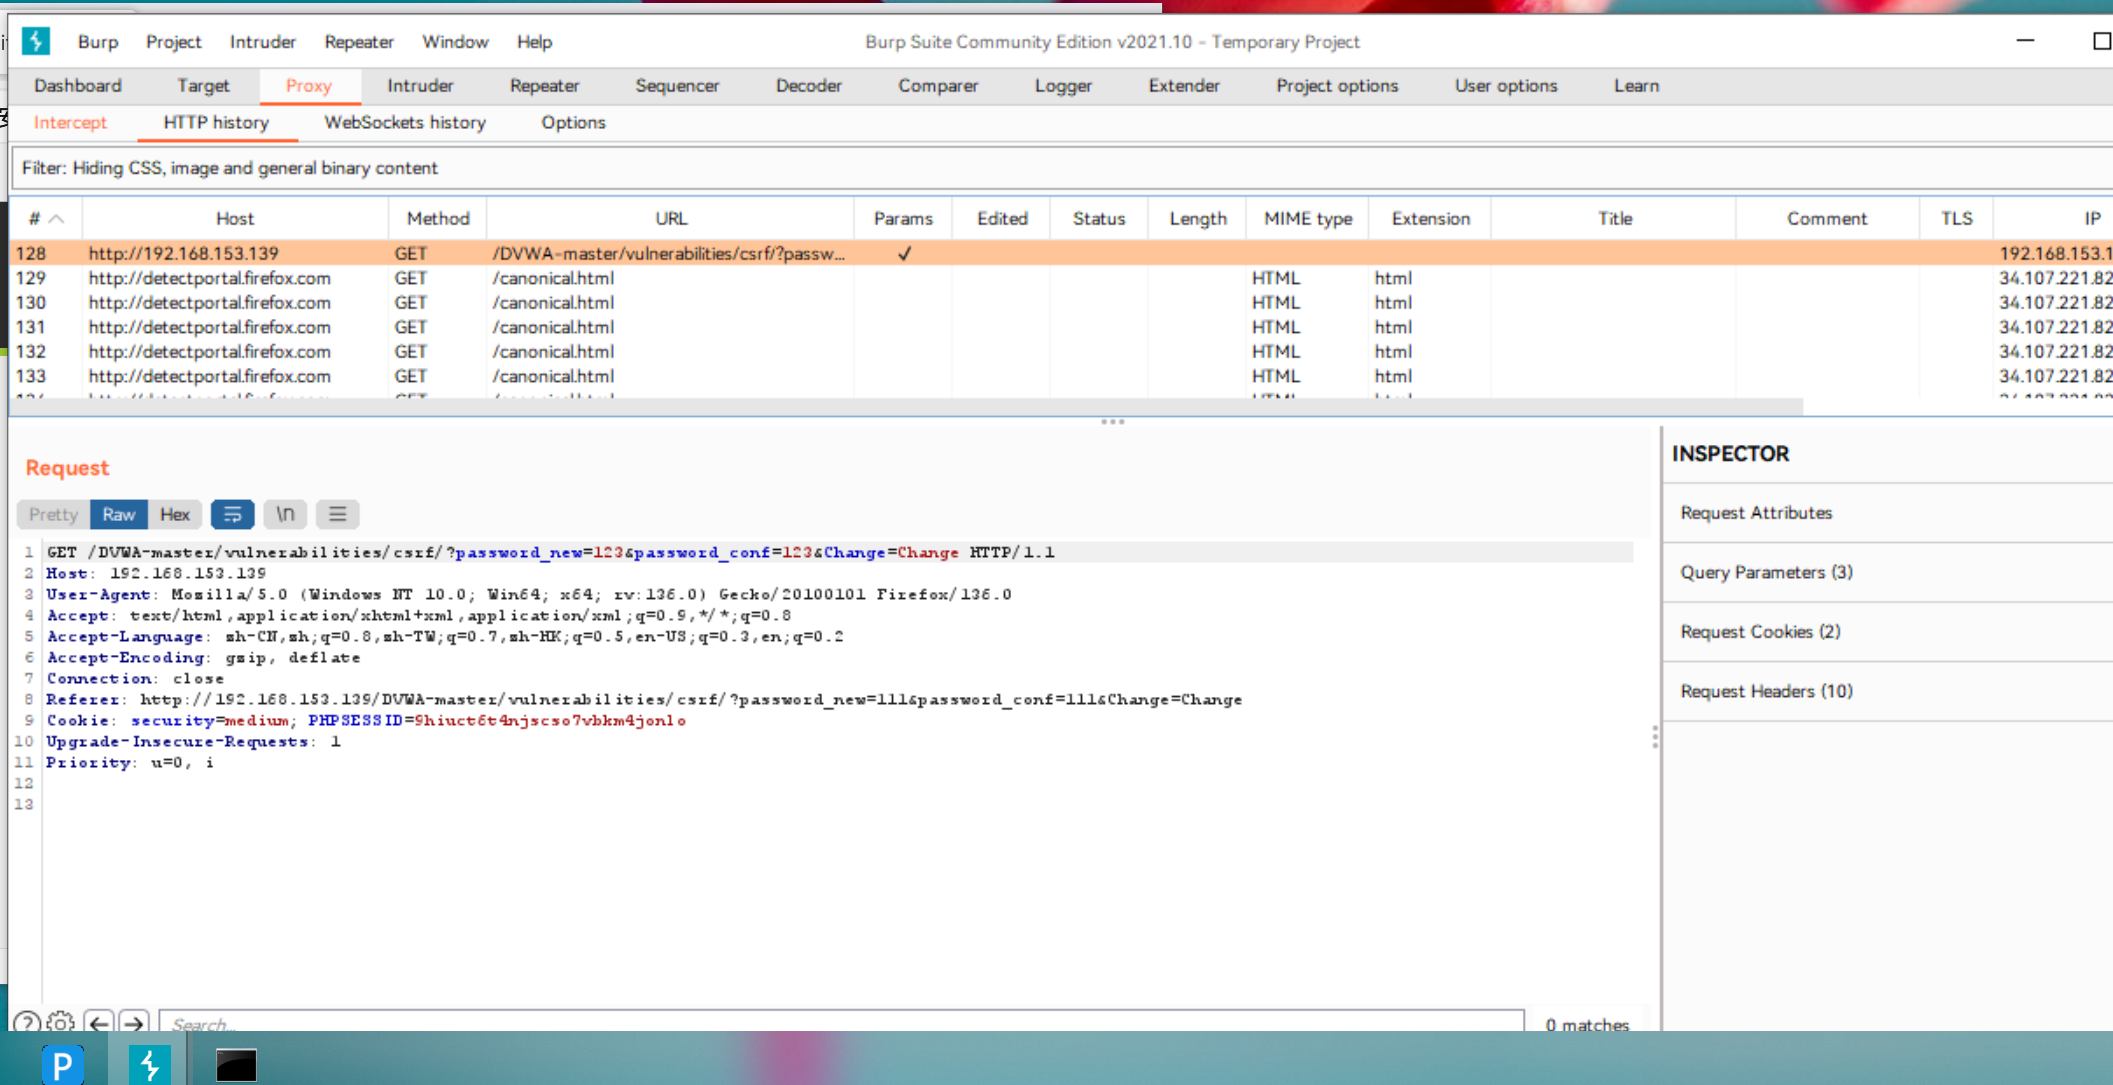 Burp Project Intruder Repeater Window Help Burp Suite Community Edition v2021.10 - Temporary Project
Dashboard Target Proxy Intruder Repeater Sequencer Decoder Comparer Logger Extender Project options User options Learn
Intercept HTTP history WebSockets history Options
Filter: Hiding CSS, image and general binary content
# Host Method URL Params Edited Status Length MIME type Extension Title Comment TLS IP
128 http://192.168.153.139 GET /DVWA-master/vulnerabilities/csrf/?passw... ✓ 192.168.153.1
129 http://detectportal.firefox.com GET /canonical.html HTML html 34.107.221.82
130 http://detectportal.firefox.com GET /canonical.html HTML html 34.107.221.82
131 http://detectportal.firefox.com GET /canonical.html HTML html 34.107.221.82
132 http://detectportal.firefox.com GET /canonical.html HTML html 34.107.221.82
133 http://detectportal.firefox.com GET /canonical.html HTML html 34.107.221.82
Request
Pretty Raw Hex \n
1 GET /DVWA-master/vulnerabilities/csrf/?password_new=123&password_conf=123&Change=Change HTTP/1.1
2 Host: 192.168.153.139
3 User-Agent: Mozilla/5.0 (Windows NT 10.0; Win64; x64; rv:136.0) Gecko/20100101 Firefox/136.0
4 Accept: text/html,application/xhtml+xml,application/xml;q=0.9,*/*;q=0.8
5 Accept-Language: zh-CN,zh;q=0.8,zh-TW;q=0.7,zh-HK;q=0.5,en-US;q=0.3,en;q=0.2
6 Accept-Encoding: gzip, deflate
7 Connection: close
8 Referer: http://192.168.153.139/DVWA-master/vulnerabilities/csrf/?password_new=111&password_conf=111&Change=Change
9 Cookie: security=medium; PHPSESSID=9hiuct6t4njscso7vbkm4jonlo
10 Upgrade-Insecure-Requests: 1
11 Priority: u=0, i
12
13
INSPECTOR
Request Attributes
Query Parameters (3)
Request Cookies (2)
Request Headers (10)
Search... 0 matches
P